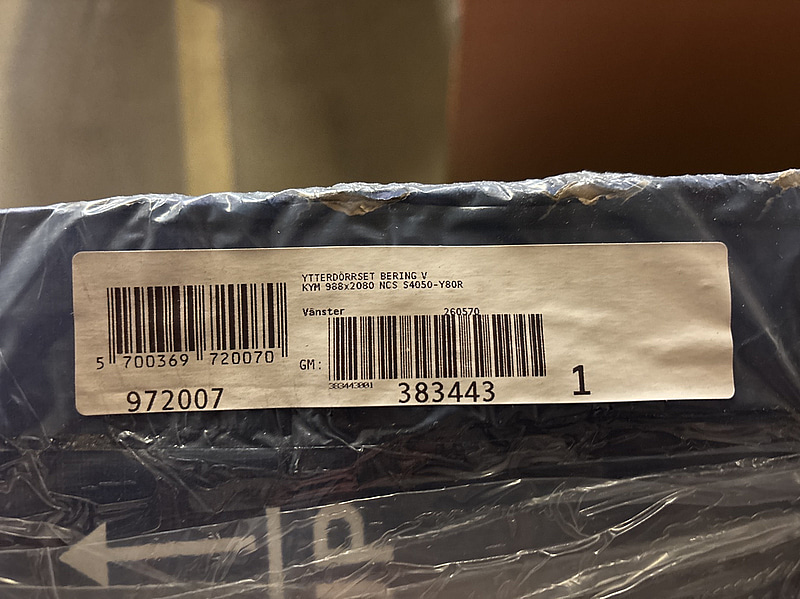 YTTERDÖRRSET BERING V
KYM 988x2080 NCS S4050-Y80R
Vänster 260570
5 700369 720070
GM:
383443001
972007
383443
1